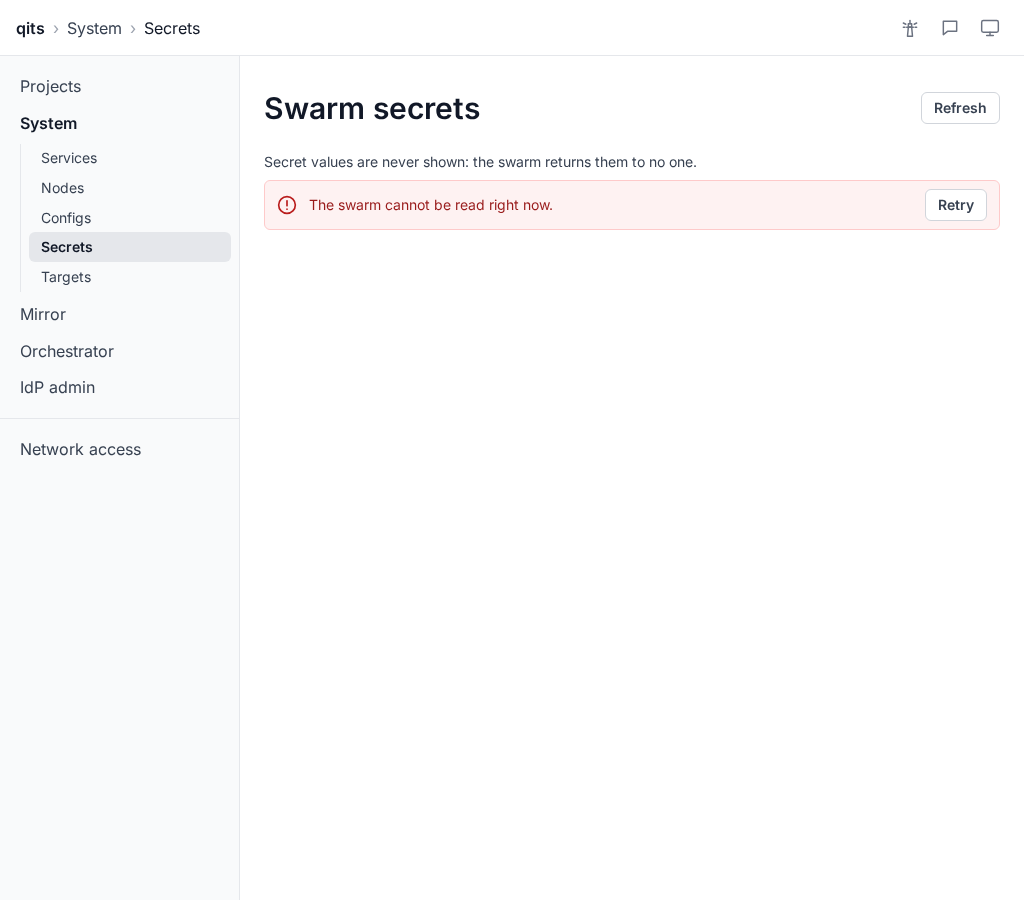 qits › System › Secrets
Projects
System
Services
Nodes
Configs
Secrets
Targets
Mirror
Orchestrator
IdP admin
Network access
Swarm secrets
Refresh
Secret values are never shown: the swarm returns them to no one.
The swarm cannot be read right now.
Retry